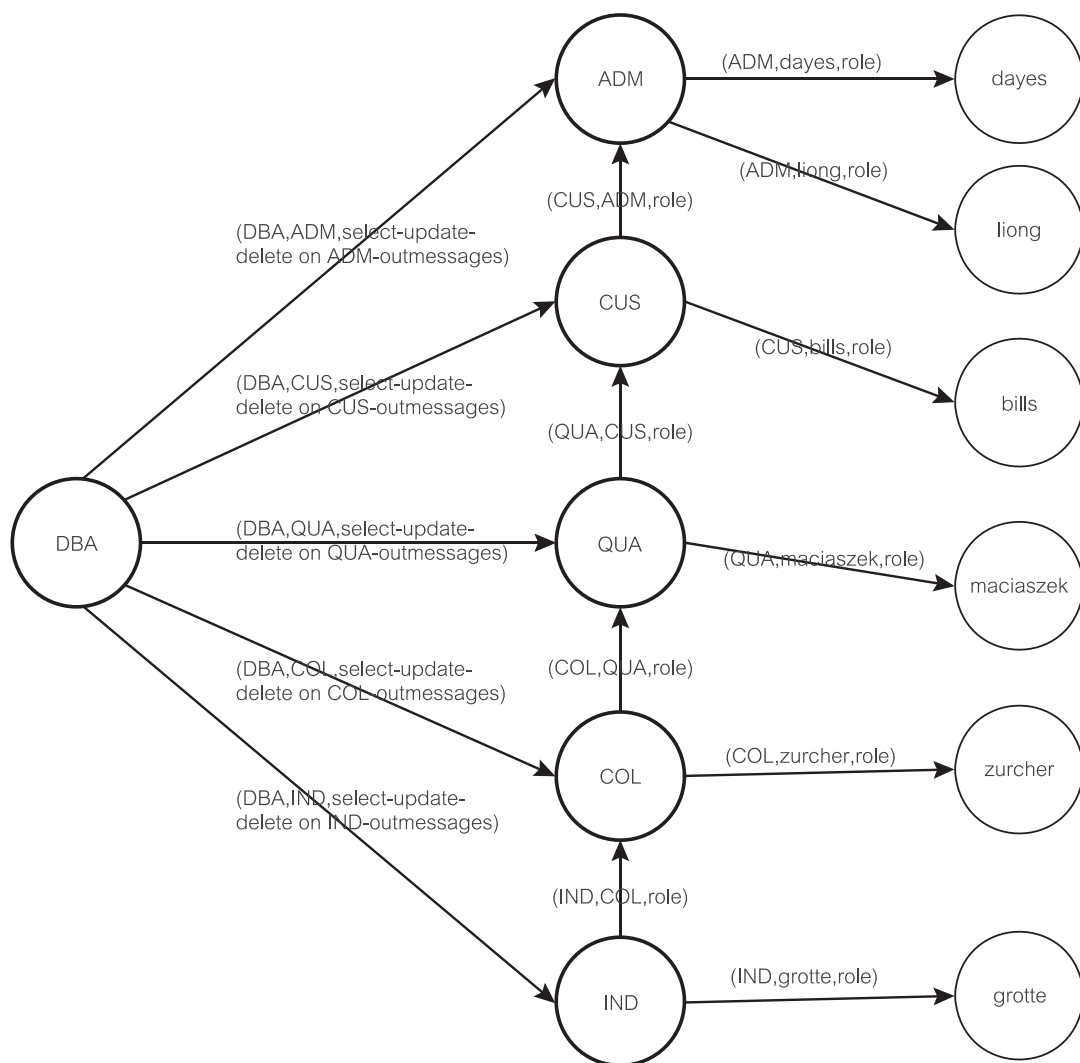 ADM
(ADM,dayes,role)
dayes
(ADM,liong,role)
liong
(CUS,ADM,role)
(DBA,ADM,select-update-
delete on ADM-outmessages)
CUS
(CUS,bills,role)
bills
(DBA,CUS,select-update-
delete on CUS-outmessages)
(QUA,CUS,role)
DBA
(DBA,QUA,select-update-
delete on QUA-outmessages)
QUA
(QUA,maciaszek,role)
maciaszek
(COL,QUA,role)
(DBA,COL,select-update-
delete on COL-outmessages)
COL
(COL,zurcher,role)
zurcher
(DBA,IND,select-update-
delete on IND-outmessages)
(IND,COL,role)
IND
(IND,grotte,role)
grotte